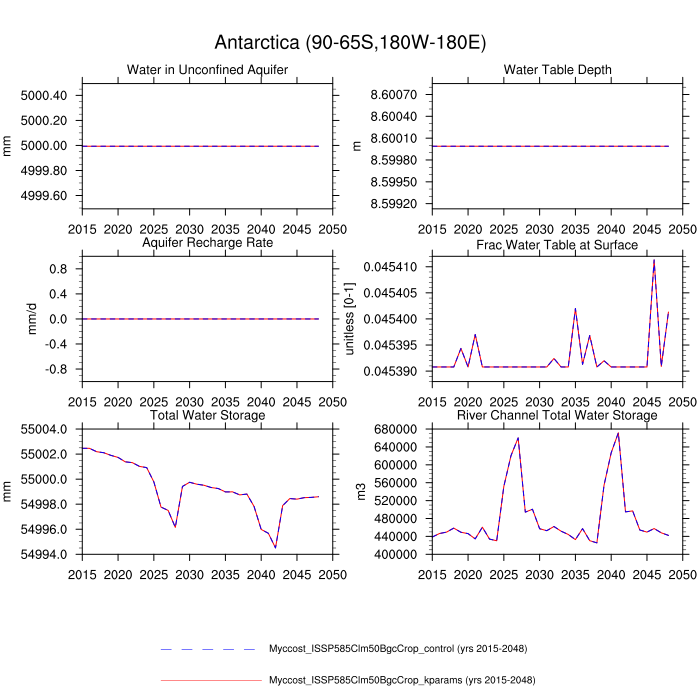 Antarctica (90-65S,180W-180E)
Water in Unconfined Aquifer
Water Table Depth
5000.40
5000.20
5000.00
4999.80
4999.60
mm
8.60070
8.60040
8.60010
8.59980
8.59950
8.59920
m
2015 2020 2025 2030 2035 2040 2045 2050
2015 2020 2025 2030 2035 2040 2045 2050
Aquifer Recharge Rate
Frac Water Table at Surface
0.8
0.4
0.0
-0.4
-0.8
mm/d
0.045410
0.045405
0.045400
0.045395
0.045390
unitless [0-1]
2015 2020 2025 2030 2035 2040 2045 2050
2015 2020 2025 2030 2035 2040 2045 2050
Total Water Storage
River Channel Total Water Storage
55004.0
55002.0
55000.0
54998.0
54996.0
54994.0
mm
680000
640000
600000
560000
520000
480000
440000
400000
m3
2015 2020 2025 2030 2035 2040 2045 2050
2015 2020 2025 2030 2035 2040 2045 2050
Myccost_ISSP585Clm50BgcCrop_control (yrs 2015-2048)
Myccost_ISSP585Clm50BgcCrop_kparams (yrs 2015-2048)